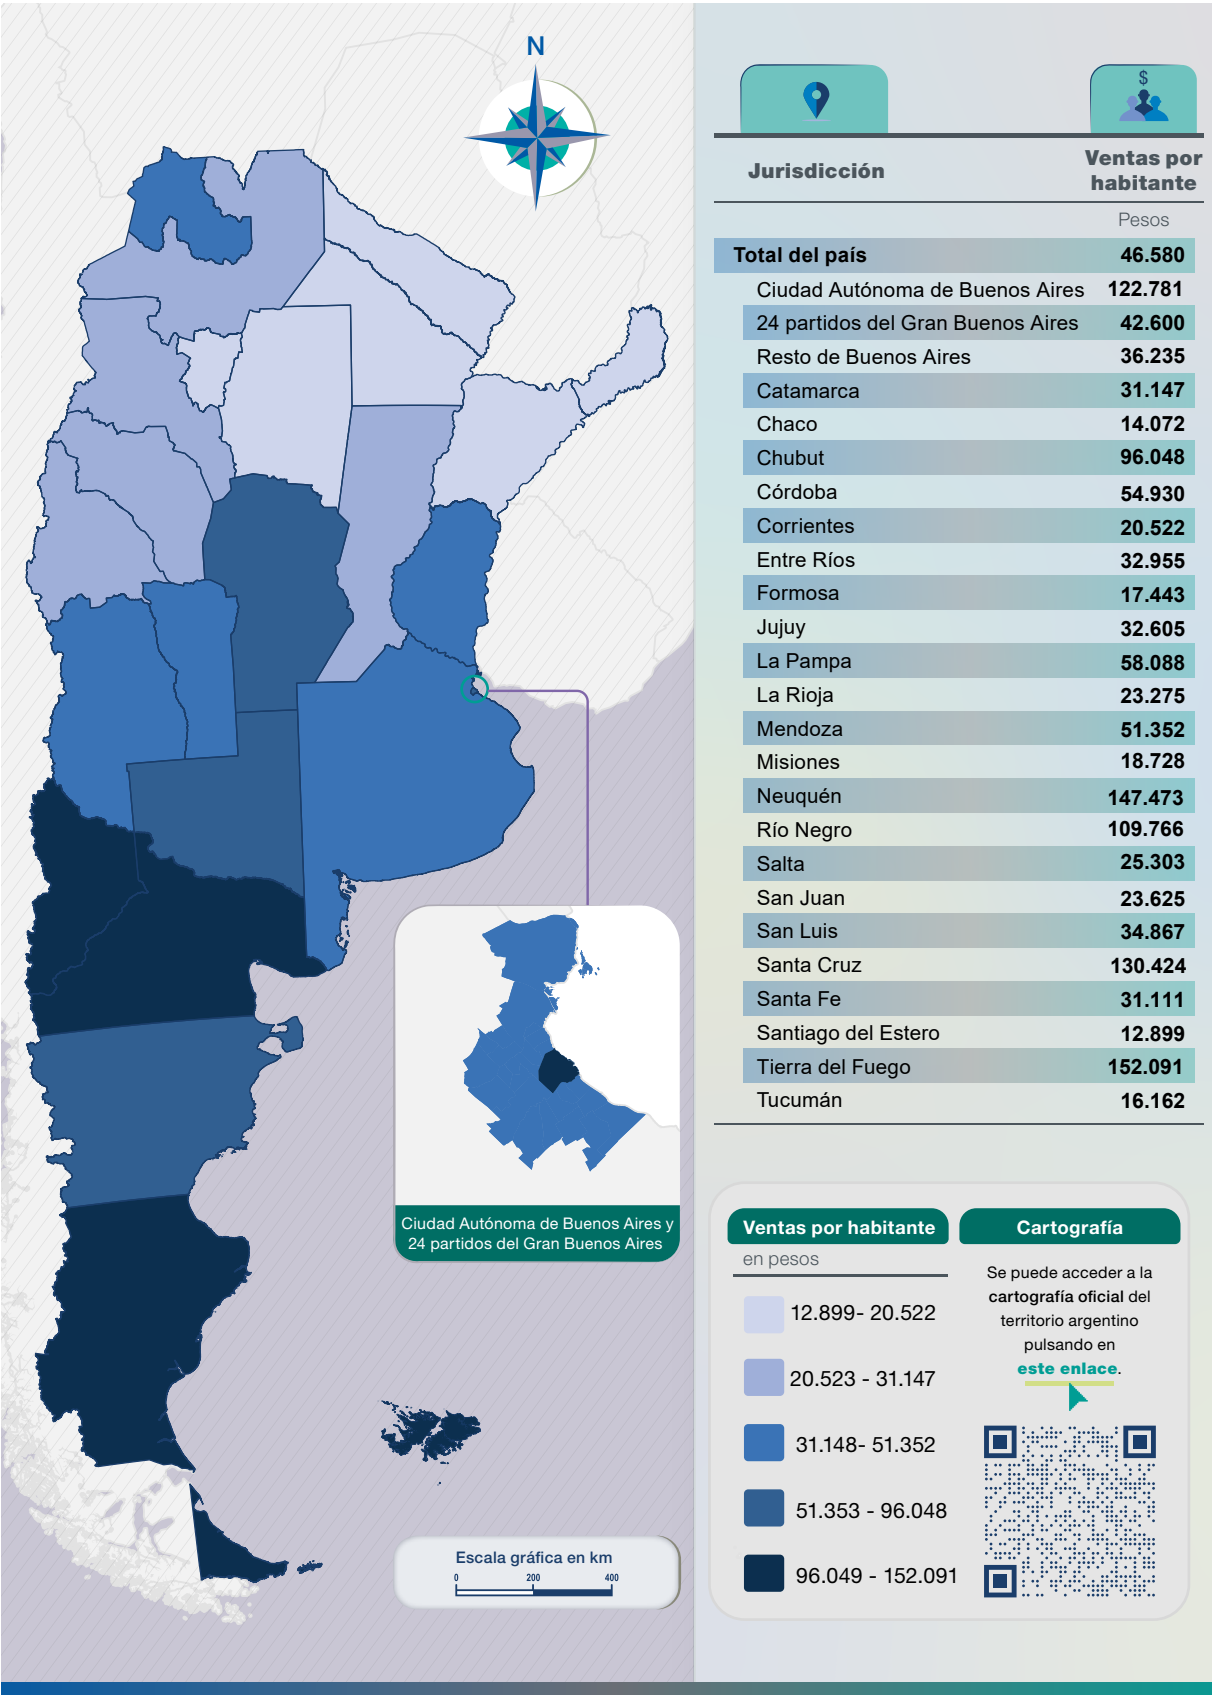 N
$
Jurisdicción
Ventas por
habitante
Pesos
Total del país 46.580
Ciudad Autónoma de Buenos Aires 122.781
24 partidos del Gran Buenos Aires 42.600
Resto de Buenos Aires 36.235
Catamarca 31.147
Chaco 14.072
Chubut 96.048
Córdoba 54.930
Corrientes 20.522
Entre Ríos 32.955
Formosa 17.443
Jujuy 32.605
La Pampa 58.088
La Rioja 23.275
Mendoza 51.352
Misiones 18.728
Neuquén 147.473
Río Negro 109.766
Salta 25.303
San Juan 23.625
San Luis 34.867
Santa Cruz 130.424
Santa Fe 31.111
Santiago del Estero 12.899
Tierra del Fuego 152.091
Tucumán 16.162
Ciudad Autónoma de Buenos Aires y
24 partidos del Gran Buenos Aires
Ventas por habitante
en pesos
12.899- 20.522
20.523 - 31.147
31.148- 51.352
51.353 - 96.048
96.049 - 152.091
Cartografía
Se puede acceder a la
cartografía oficial del
territorio argentino
pulsando en
este enlace.
Escala gráfica en km
0 200 400